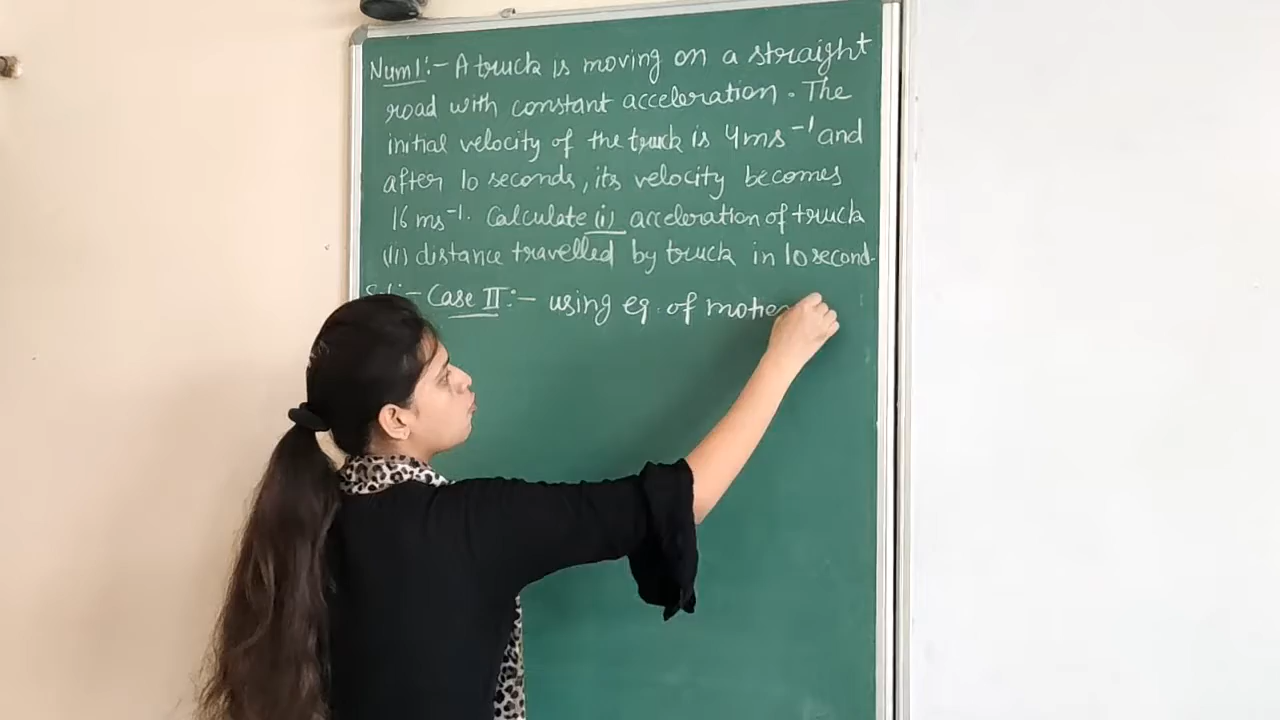 Num1:- A truck is moving on a straight
road with constant acceleration. The
initial velocity of the truck is 4ms⁻¹ and
after 10 seconds, its velocity becomes
16 ms⁻¹. Calculate (i) acceleration of truck
(ii) distance travelled by truck in 10 second.
Sol:- Case II:- using eq. of motion